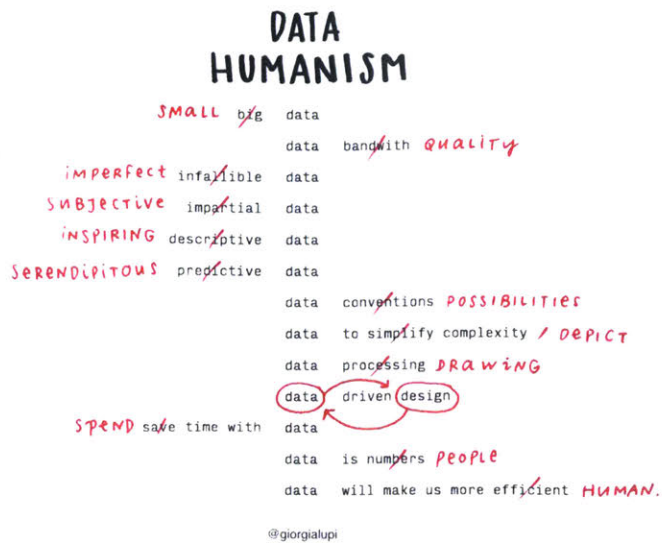 DATA
HUMANISM
SMALL big data
data bandwith QUALITY
IMPERFECT infallible data
SUBJECTIVE impartial data
INSPIRING descriptive data
SERENDIPITOUS predictive data
data conventions POSSIBILITIES
data to simplify complexity / DEPICT
data processing DRAWING
data driven design
SPEND save time with data
data is numbers PEOPLE
data will make us more efficient HUMAN.
@giorgialupi